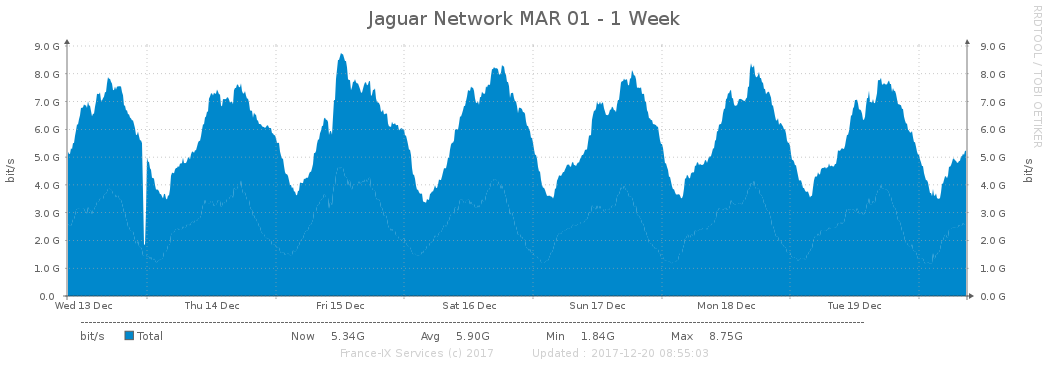 Jaguar Network MAR 01 - 1 Week
RRDTOOL / TOBI OETIKER
bit/s
bit/s
9.0 G 9.0 G
8.0 G 8.0 G
7.0 G 7.0 G
6.0 G 6.0 G
5.0 G 5.0 G
4.0 G 4.0 G
3.0 G 3.0 G
2.0 G 2.0 G
1.0 G 1.0 G
0.0 0.0 G
Wed 13 Dec Thu 14 Dec Fri 15 Dec Sat 16 Dec Sun 17 Dec Mon 18 Dec Tue 19 Dec
bit/s Total Now 5.34G Avg 5.90G Min 1.84G Max 8.75G
France-IX Services (c) 2017 Updated : 2017-12-20 08:55:03